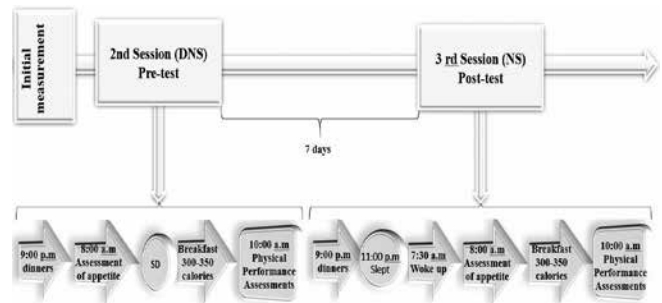 Initial
measurement
2nd Session (DNS)
Pre-test
3 rd Session (NS)
Post-test
7 days
9:00 p.m
dinners
8:00 a.m
Assessment
of appetite
SD
Breakfast
300-350
calories
10:00 a.m
Physical
Performance
Assessments
9:00 p.m
dinners
11:00 p.m
Slept
7:30 a.m
Woke up
8:00 a.m
Assessment
of appetite
Breakfast
300-350
calories
10:00 a.m
Physical
Performance
Assessments